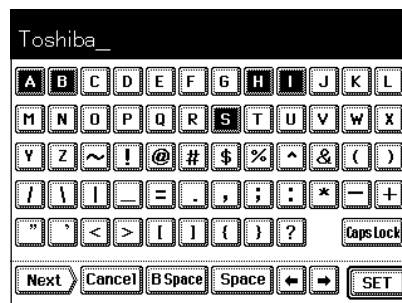 Toshiba_
A B C D E F G H I J K L
M N O P Q R S T U V W X
Y Z ~ ! @ # $ % ^ & ( )
/ \ | _ = . , ; : * — +
” ’ < > [ ] { } ? Caps Lock
Next Cancel B Space Space ← → SET